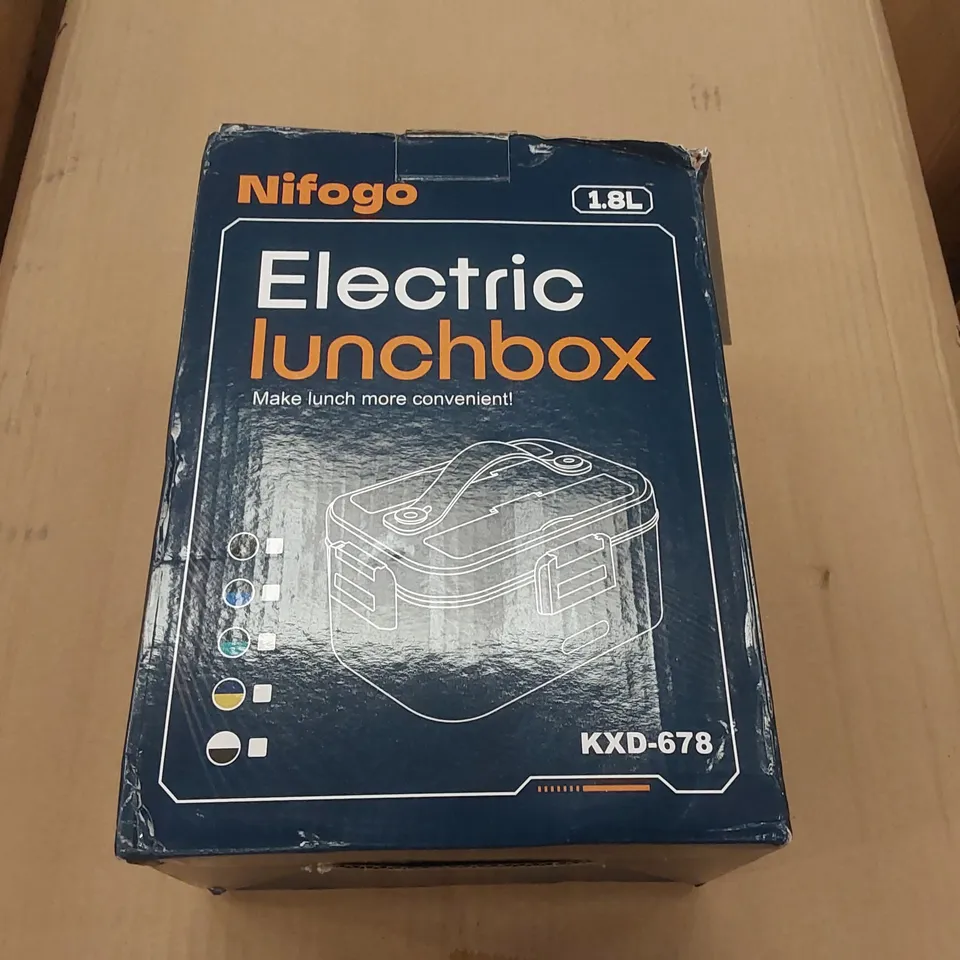 Nifogo
1.8L
Electric
lunchbox
Make lunch more convenient!
KXD-678